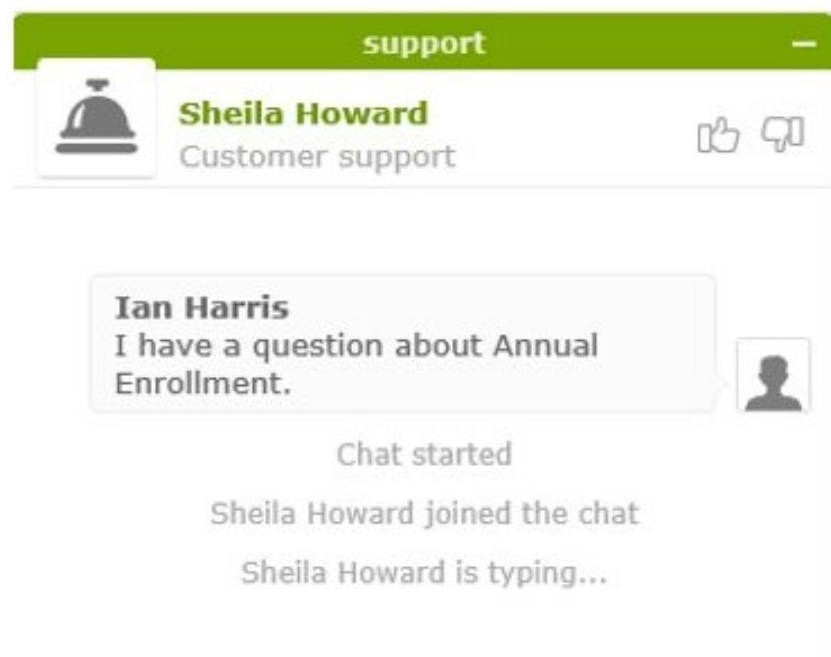 support
Sheila Howard
Customer support
Ian Harris
I have a question about Annual
Enrollment.
Chat started
Sheila Howard joined the chat
Sheila Howard is typing...